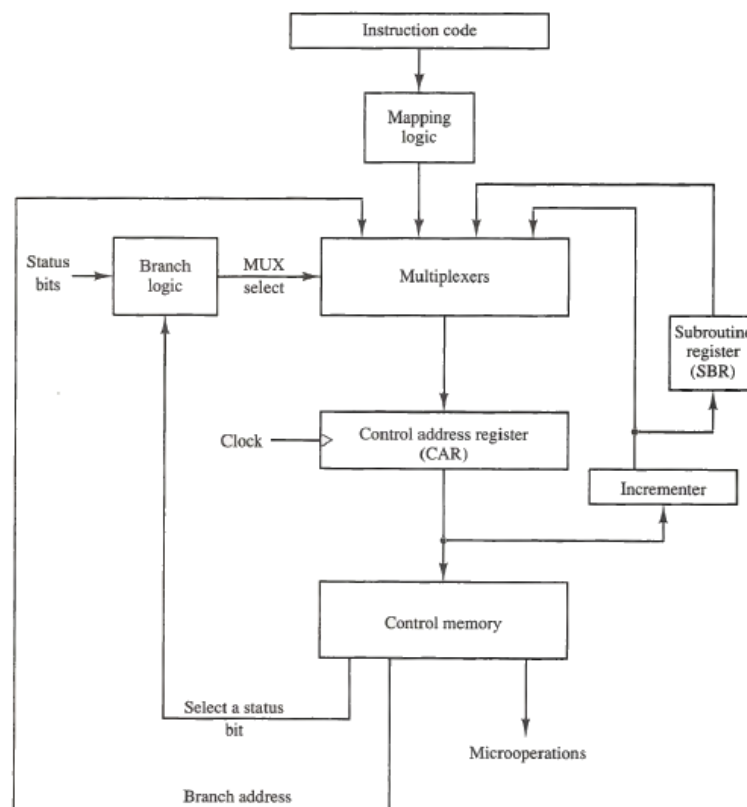 Instruction code
Mapping
logic
Status
bits
Branch
logic
MUX
select
Multiplexers
Subroutine
register
(SBR)
Clock
Control address register
(CAR)
Incrementer
Control memory
Select a status
bit
Microoperations
Branch address